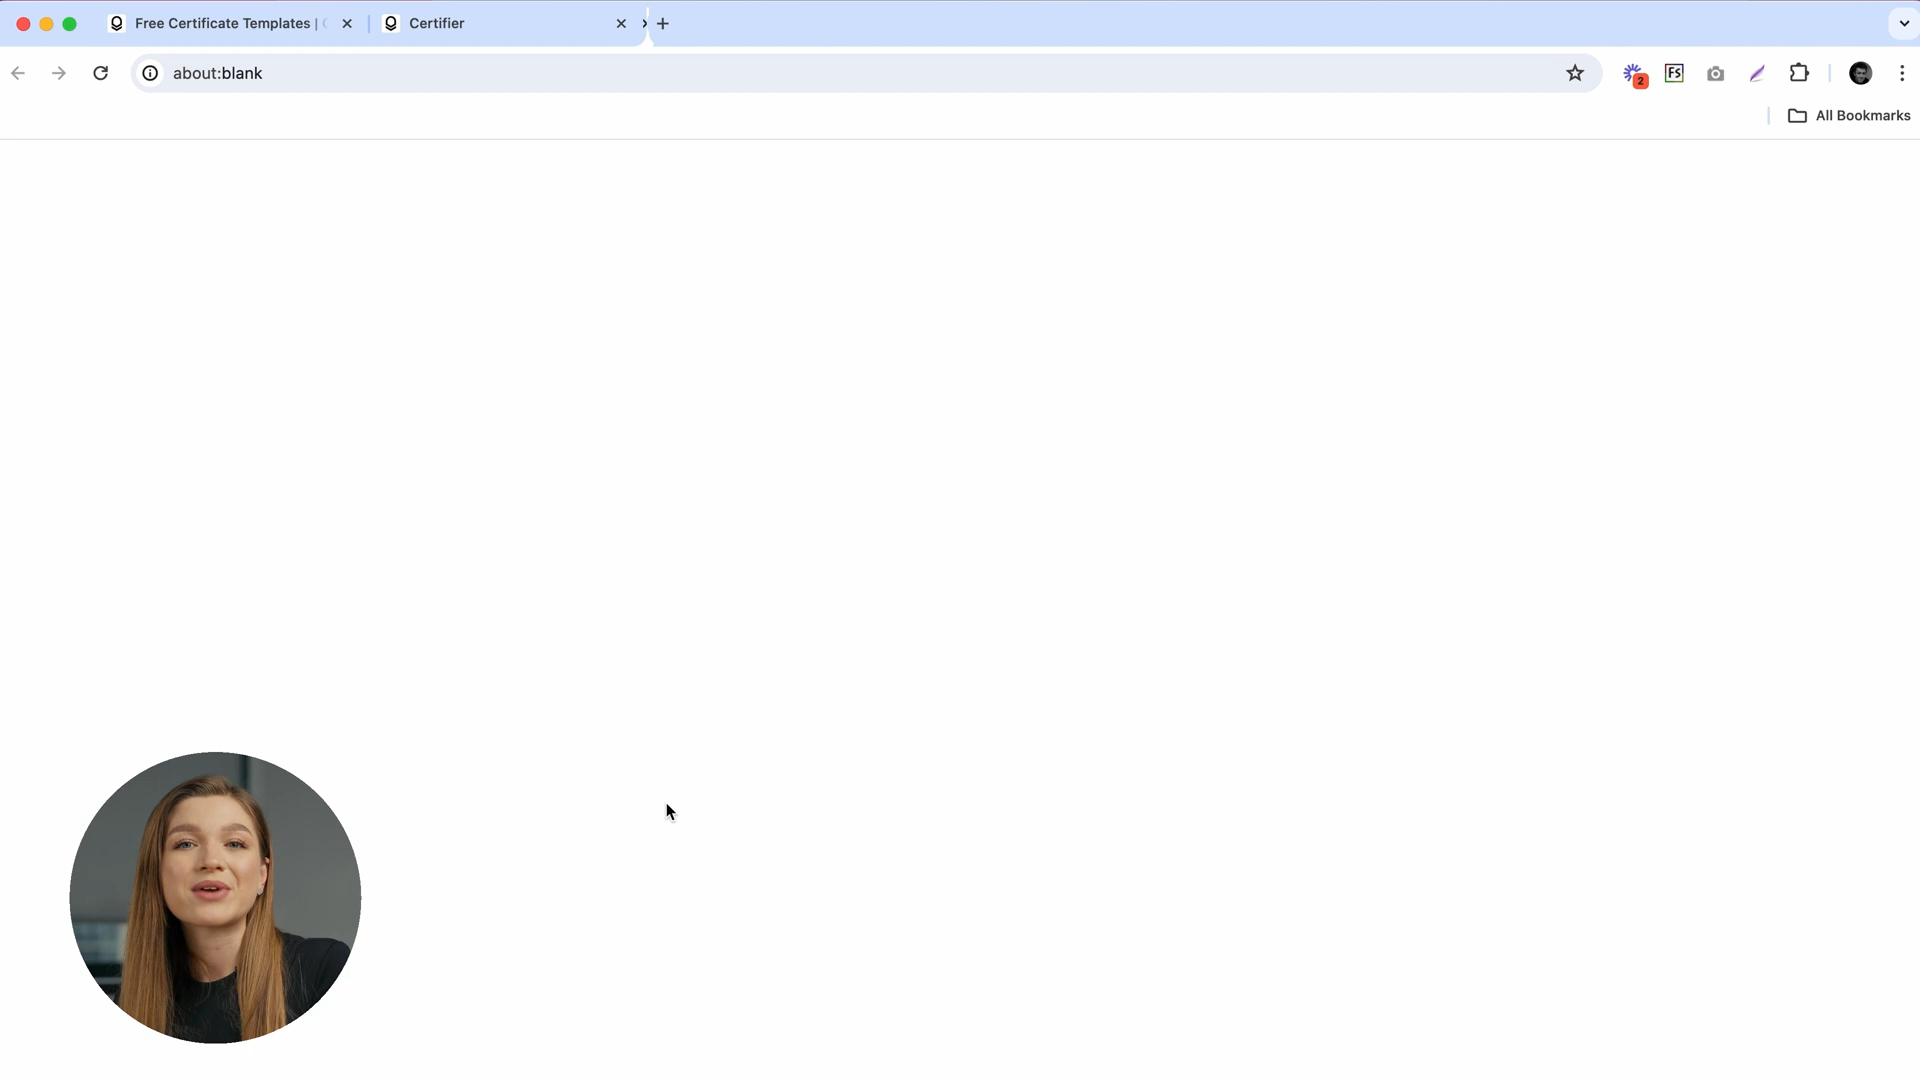 Free Certificate Templates |
Certifier
about:blank
2
FS
All Bookmarks